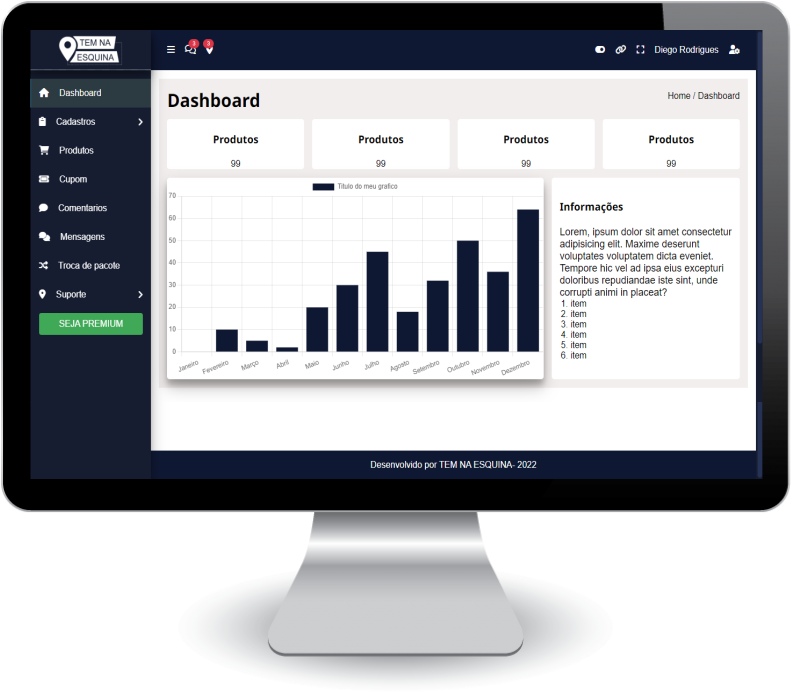 TEM NA
ESQUINA
3
3
Diego Rodrigues
Dashboard
Cadastros
Produtos
Cupom
Comentarios
Mensagens
Troca de pacote
Suporte
SEJA PREMIUM
Dashboard
Home / Dashboard
Produtos
99
Produtos
99
Produtos
99
Produtos
99
Título do meu grafico
70
60
50
40
30
20
10
0
Janeiro
Fevereiro
Março
Abril
Maio
Junho
Julho
Agosto
Setembro
Outubro
Novembro
Dezembro
Informações
Lorem, ipsum dolor sit amet consectetur
adipisicing elit. Maxime deserunt
voluptates voluptatem dicta eveniet.
Tempore hic vel ad ipsa eius excepturi
doloribus repudiandae iste sint, unde
corrupti animi in placeat?
1. item
2. item
3. item
4. item
5. item
6. item
Desenvolvido por TEM NA ESQUINA- 2022